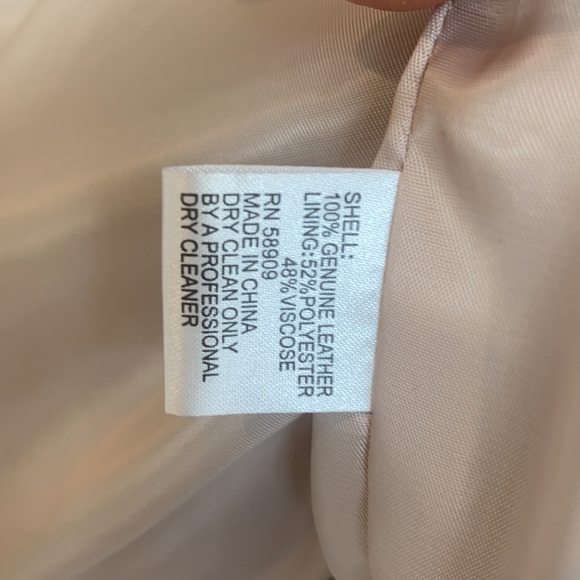 SHELL:
100% GENUINE LEATHER
LINING:52%POLYESTER
48%VISCOSE
RN 58909
MADE IN CHINA
DRY CLEAN ONLY
BY A PROFESSIONAL
DRY CLEANER